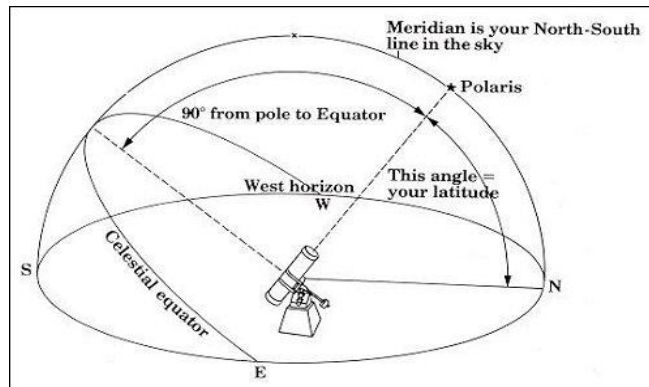 Meridian is your North-South
line in the sky
Polaris
90° from pole to Equator
This angle =
your latitude
West horizon
W
S
N
Celestial equator
E